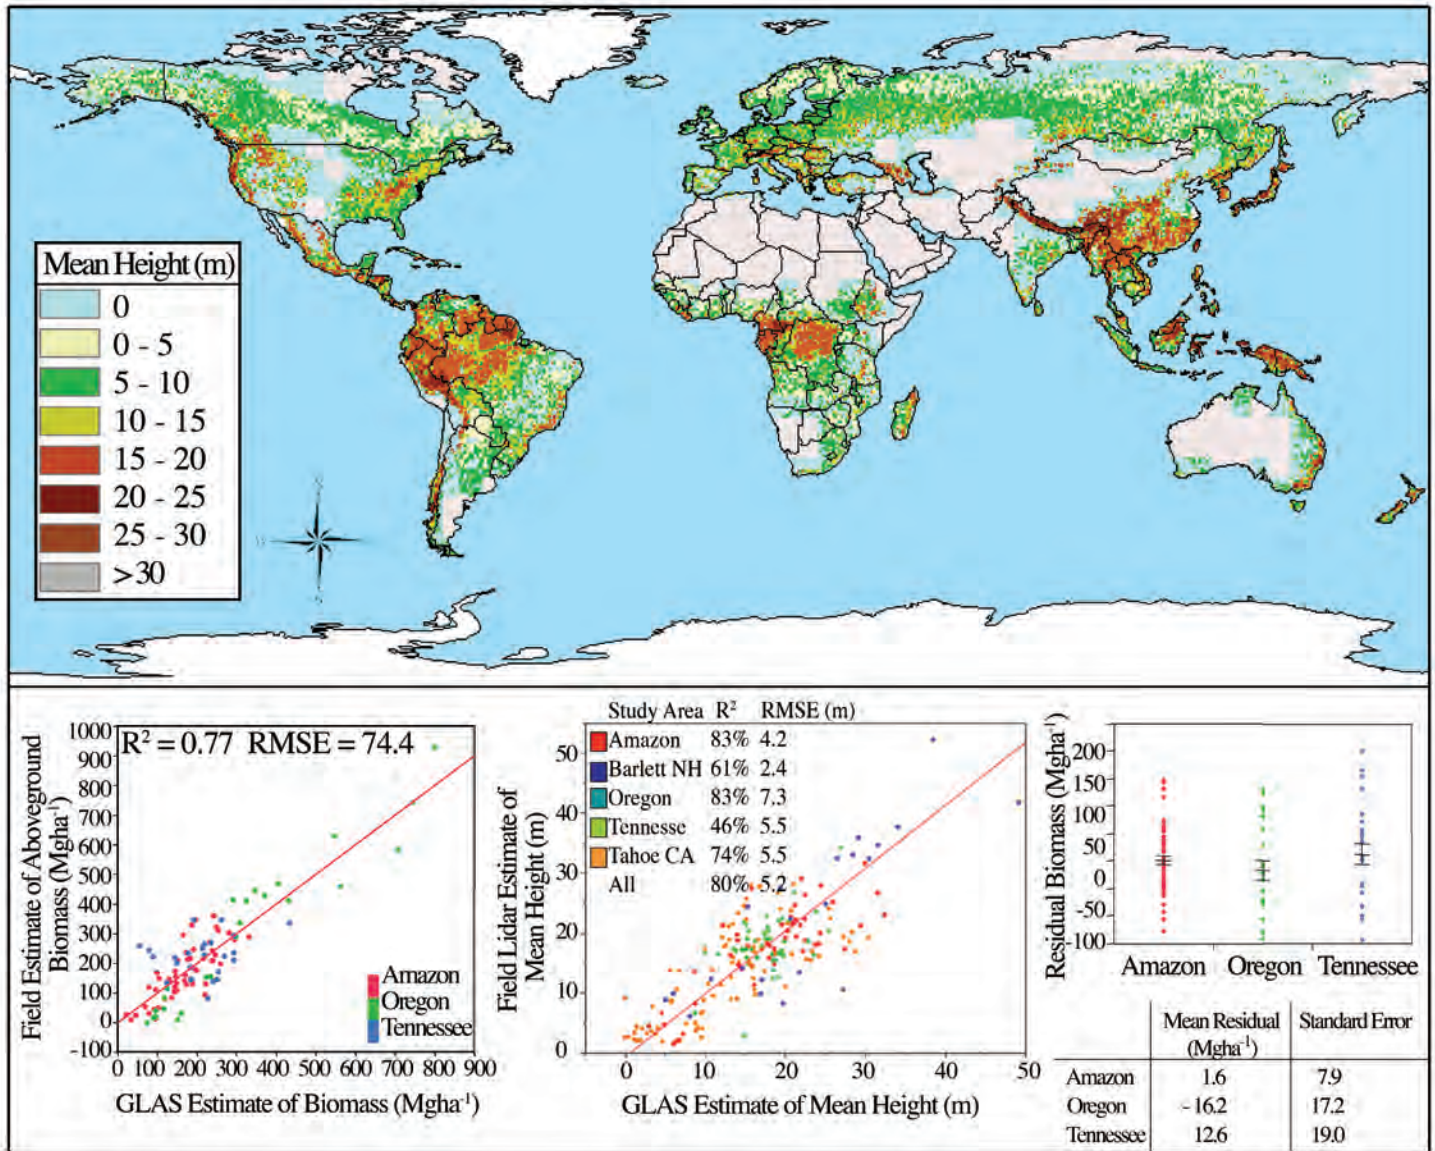 Mean Height (m)
0
0 - 5
5 - 10
10 - 15
15 - 20
20 - 25
25 - 30
>30
R² = 0.77 RMSE = 74.4
Field Estimate of Aboveground
Biomass (Mgha⁻¹)
1000
900
800
700
600
500
400
300
200
100
0
-100
Amazon
Oregon
Tennessee
0 100 200 300 400 500 600 700 800 900
GLAS Estimate of Biomass (Mgha⁻¹)
Study Area R² RMSE (m)
Amazon 83% 4.2
Barlett NH 61% 2.4
Oregon 83% 7.3
Tennesse 46% 5.5
Tahoe CA 74% 5.5
All 80% 5.2
Field Lidar Estimate of
Mean Height (m)
50
40
30
20
10
0
0 10 20 30 40 50
GLAS Estimate of Mean Height (m)
Residual Biomass (Mgha⁻¹)
200
150
100
50
0
-50
-100
Amazon Oregon Tennessee
Mean Residual Standard Error
(Mgha⁻¹)
Amazon 1.6 7.9
Oregon -16.2 17.2
Tennessee 12.6 19.0